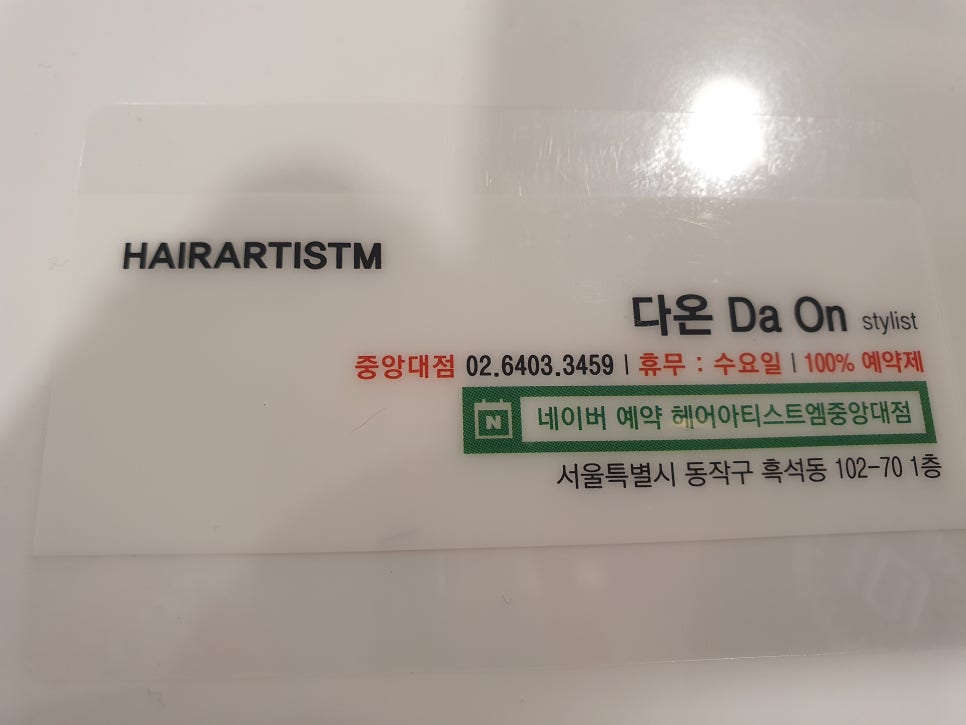 HAIRARTISTM
다온 Da On stylist
중앙대점 02.6403.3459 | 휴무 : 수요일 | 100% 예약제
N 네이버 예약 헤어아티스트엠중앙대점
서울특별시 동작구 흑석동 102-70 1층